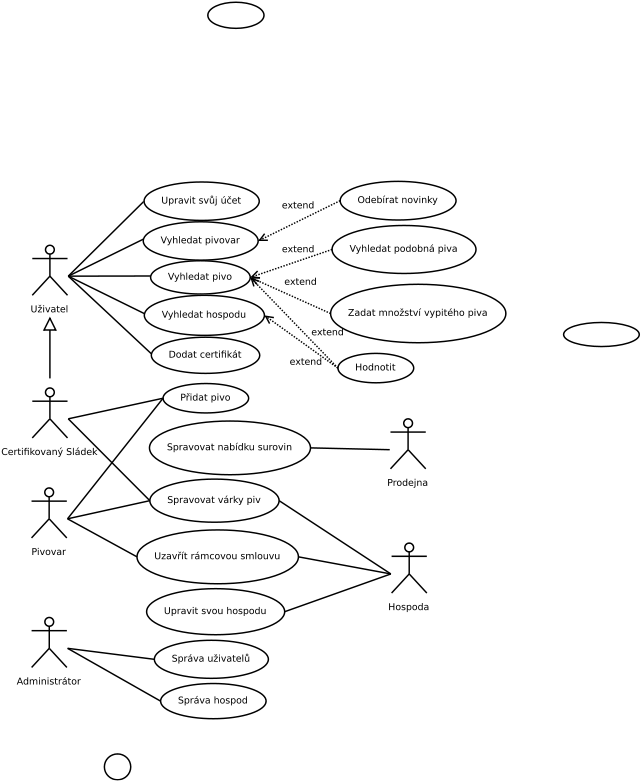 Upravit svůj účet
extend
Odebírat novinky
Vyhledat pivovar
extend
Vyhledat podobná piva
Uživatel
Vyhledat pivo
extend
Vyhledat hospodu
Zadat množství vypitého piva
extend
Dodat certifikát
extend
Hodnotit
Certifikovaný Sládek
Přidat pivo
Spravovat nabídku surovin
Prodejna
Pivovar
Spravovat várky piv
Uzavřít rámcovou smlouvu
Hospoda
Upravit svou hospodu
Administrátor
Správa uživatelů
Správa hospod